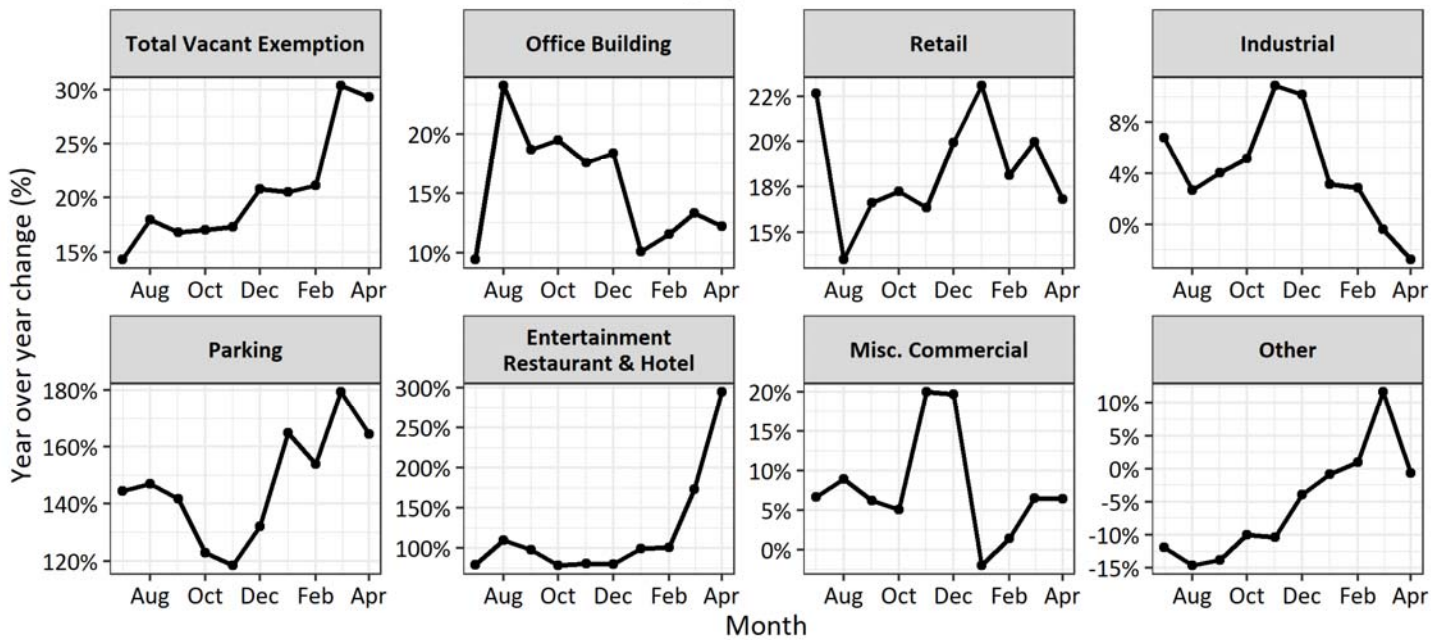 Total Vacant Exemption
30%
25%
20%
15%
Aug Oct Dec Feb Apr
Office Building
20%
15%
10%
Aug Oct Dec Feb Apr
Retail
22%
20%
18%
15%
Aug Oct Dec Feb Apr
Industrial
8%
4%
0%
Aug Oct Dec Feb Apr
Year over year change (%)
Parking
180%
160%
140%
120%
Aug Oct Dec Feb Apr
Entertainment
Restaurant & Hotel
300%
250%
200%
150%
100%
Aug Oct Dec Feb Apr
Misc. Commercial
20%
15%
10%
5%
0%
Aug Oct Dec Feb Apr
Other
10%
5%
0%
-5%
-10%
-15%
Aug Oct Dec Feb Apr
Month